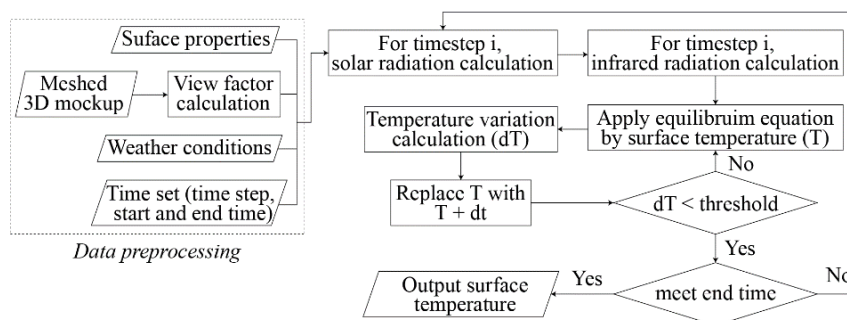 Suface properties
Meshed
3D mockup
View factor
calculation
Weather conditions
Time set (time step,
start and end time)
Data preprocessing
For timestep i,
solar radiation calculation
For timestep i,
infrared radiation calculation
Temperature variation
calculation (dT)
Apply equilibruim equation
by surface temperature (T)
Replace T with
T + dt
No
dT < threshold
Yes
Output surface
temperature
Yes
meet end time
No